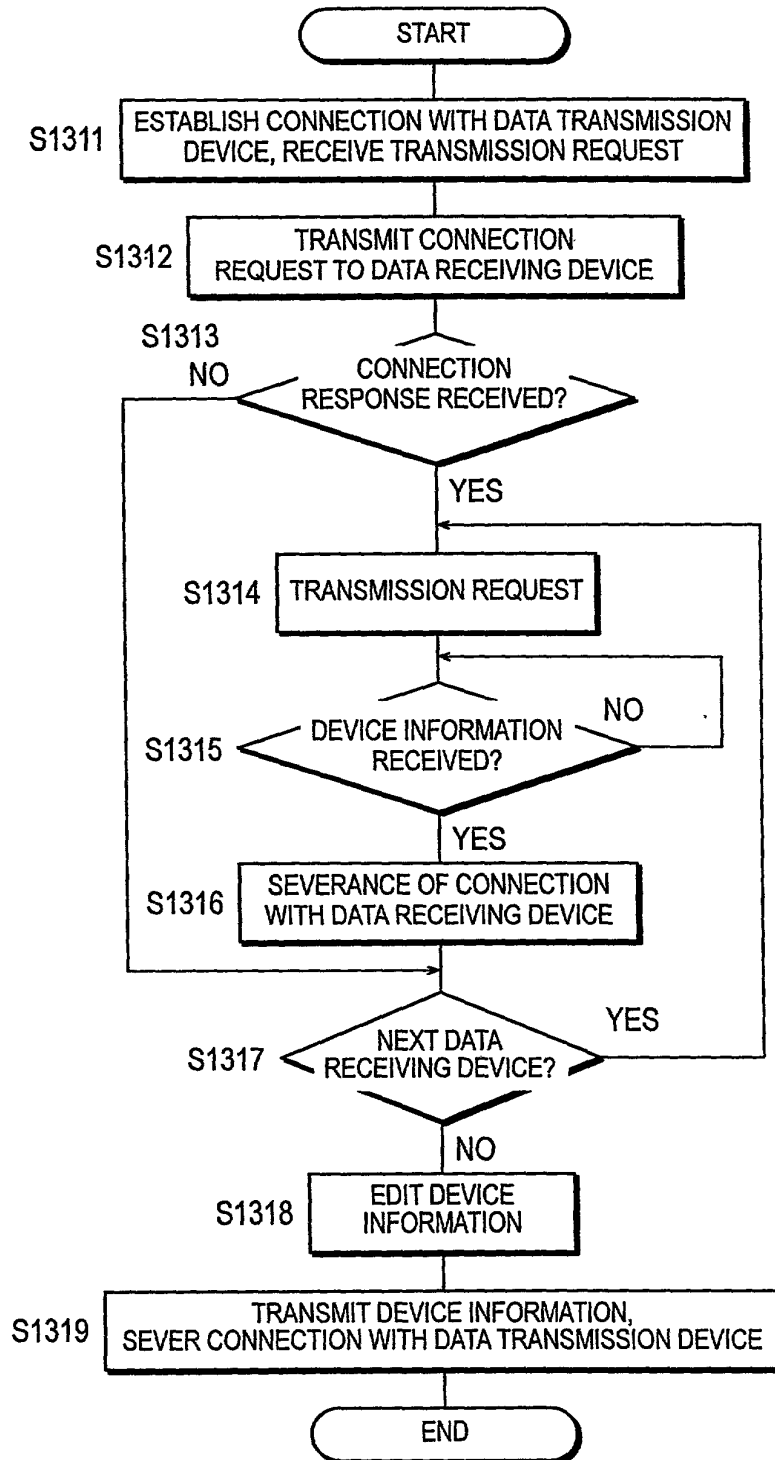 START
S1311
ESTABLISH CONNECTION WITH DATA TRANSMISSION
DEVICE, RECEIVE TRANSMISSION REQUEST
S1312
TRANSMIT CONNECTION
REQUEST TO DATA RECEIVING DEVICE
S1313
NO
CONNECTION
RESPONSE RECEIVED?
YES
S1314
TRANSMISSION REQUEST
S1315
DEVICE INFORMATION
RECEIVED?
NO
YES
S1316
SEVERANCE OF CONNECTION
WITH DATA RECEIVING DEVICE
S1317
NEXT DATA
RECEIVING DEVICE?
YES
NO
S1318
EDIT DEVICE
INFORMATION
S1319
TRANSMIT DEVICE INFORMATION,
SEVER CONNECTION WITH DATA TRANSMISSION DEVICE
END